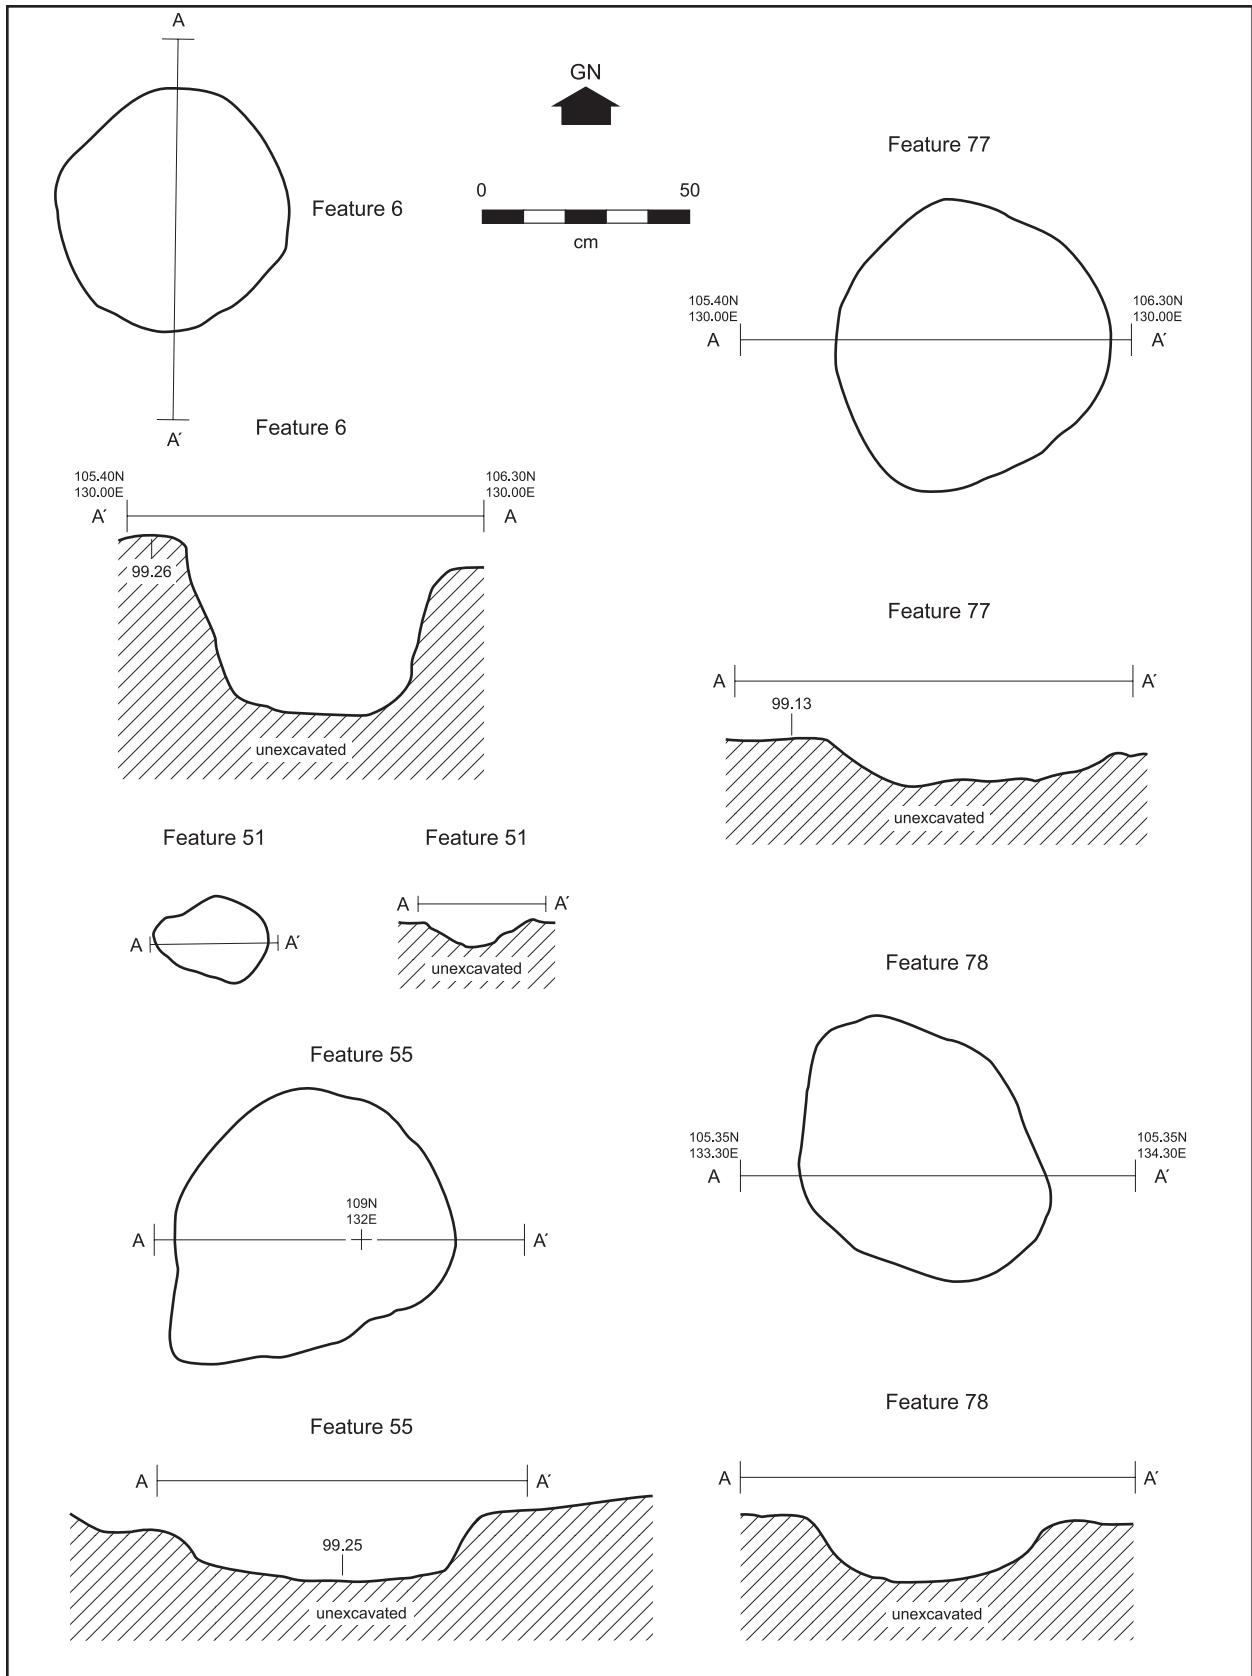 A
GN
Feature 6
0 50
cm
A′
Feature 77
105.40N
130.00E
A
106.30N
130.00E
A′
Feature 6
105.40N
130.00E
A′
106.30N
130.00E
A
99.26
unexcavated
Feature 77
A A′
99.13
unexcavated
Feature 51
A A′
Feature 51
A A′
unexcavated
Feature 55
109N
132E
A A′
Feature 78
105.35N
133.30E
A
105.35N
134.30E
A′
Feature 55
A A′
99.25
unexcavated
Feature 78
A A′
unexcavated